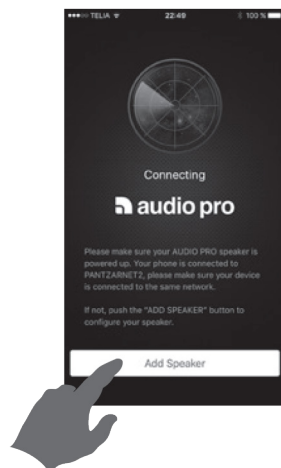 TELIA 22:49 100 %
Connecting
audio pro
Please make sure your AUDIO PRO speaker is
powered up. Your phone is connected to
PANTZARNET2, please make sure your device
is connected to the same network.
If not, push the "ADD SPEAKER" button to
configure your speaker.
Add Speaker